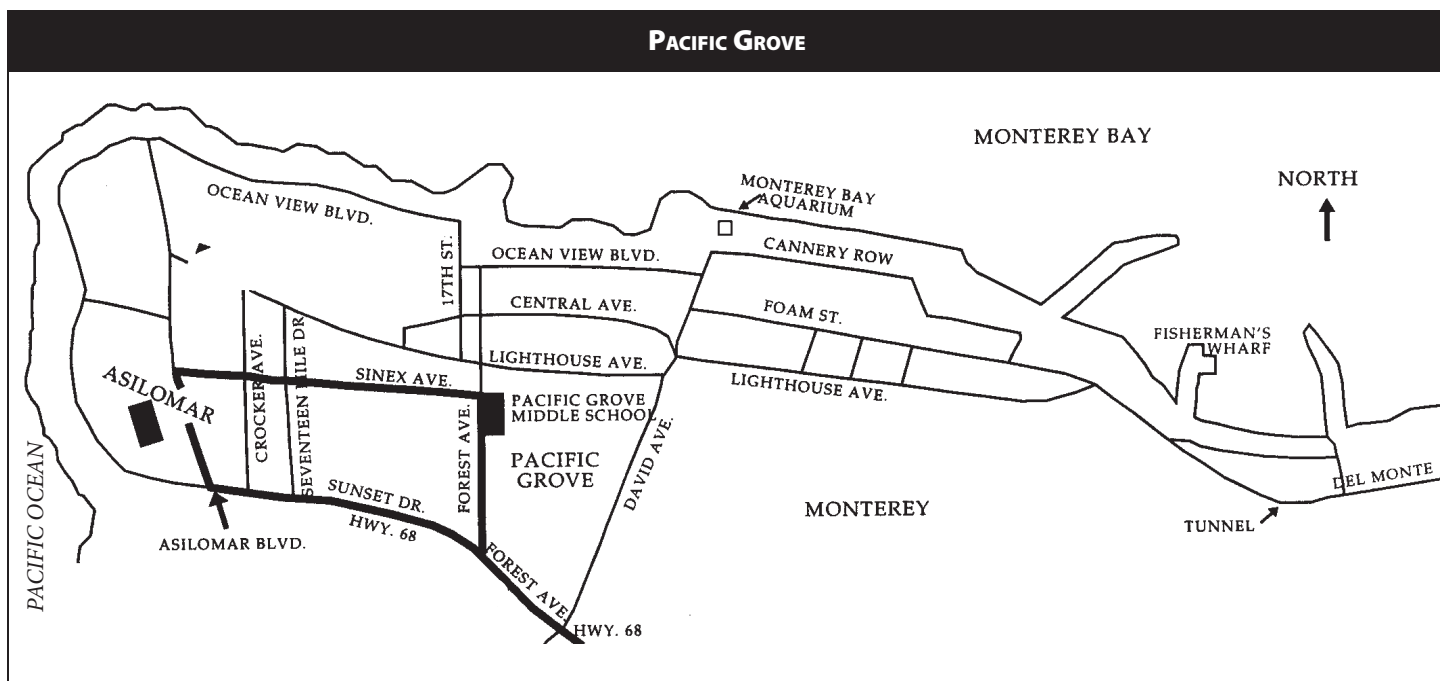 PACIFIC GROVE
MONTEREY BAY
NORTH
MONTEREY BAY
AQUARIUM
OCEAN VIEW BLVD.
CANNERY ROW
17TH ST.
OCEAN VIEW BLVD.
CENTRAL AVE.
FOAM ST.
FISHERMAN'S
WHARF
LIGHTHOUSE AVE.
SINEX AVE.
LIGHTHOUSE AVE.
ASILOMAR
CROCKER AVE.
SEVENTEEN MILE DR.
PACIFIC GROVE
MIDDLE SCHOOL
FOREST AVE.
PACIFIC
GROVE
DAVID AVE.
DEL MONTE
SUNSET DR.
HWY. 68
MONTEREY
TUNNEL
PACIFIC OCEAN
ASILOMAR BLVD.
FOREST AVE.
HWY. 68